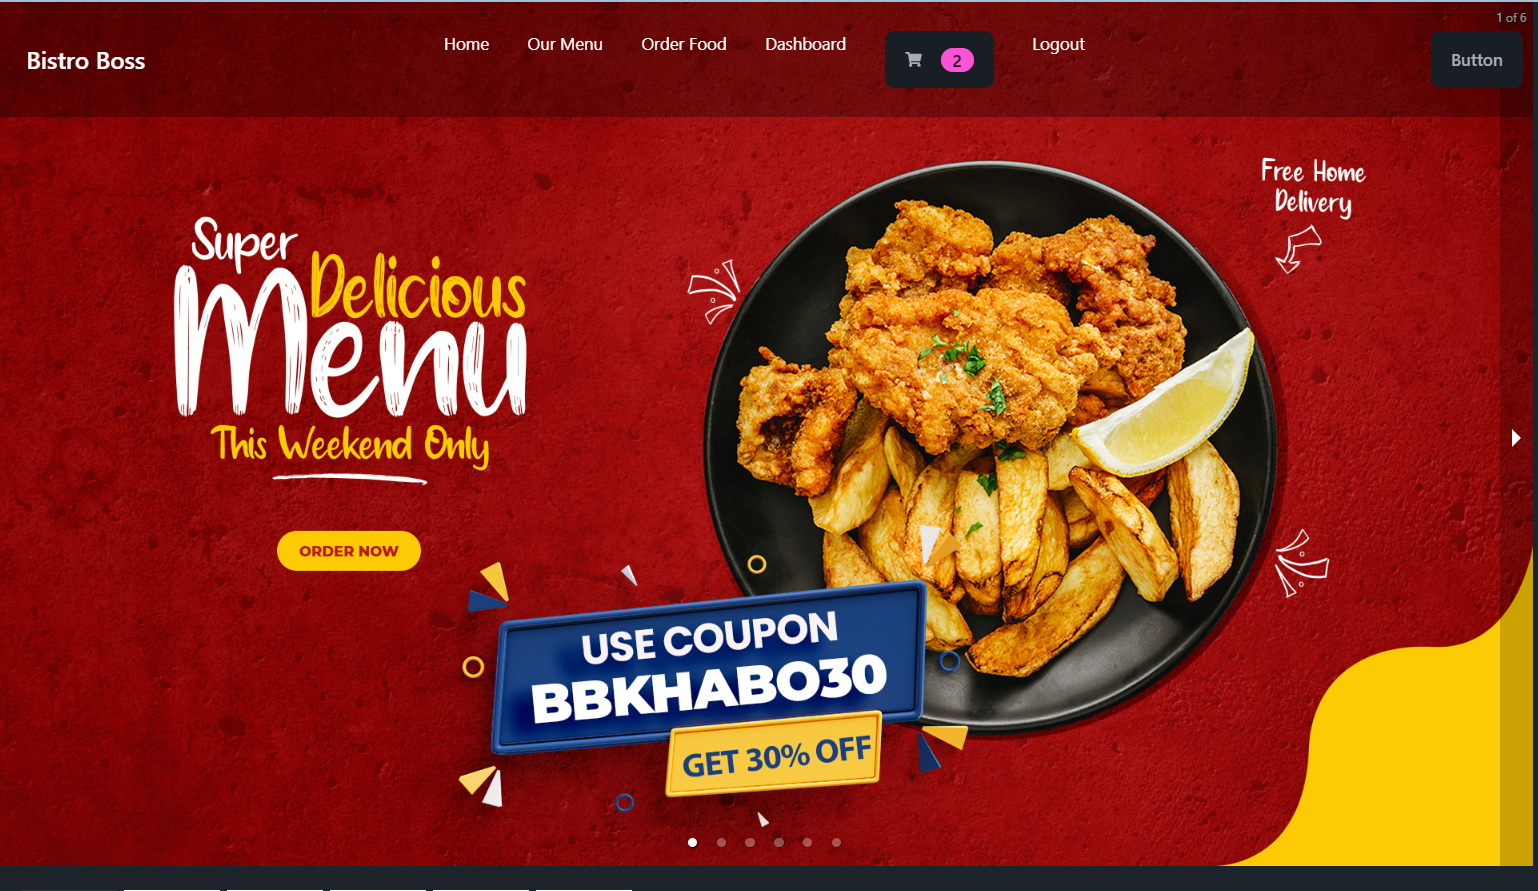 1 of 6
Bistro Boss
Home
Our Menu
Order Food
Dashboard
2
Logout
Button
Free Home
Delivery
Super
Delicious
Menu
This Weekend Only
ORDER NOW
USE COUPON
BBKHABO30
GET 30% OFF